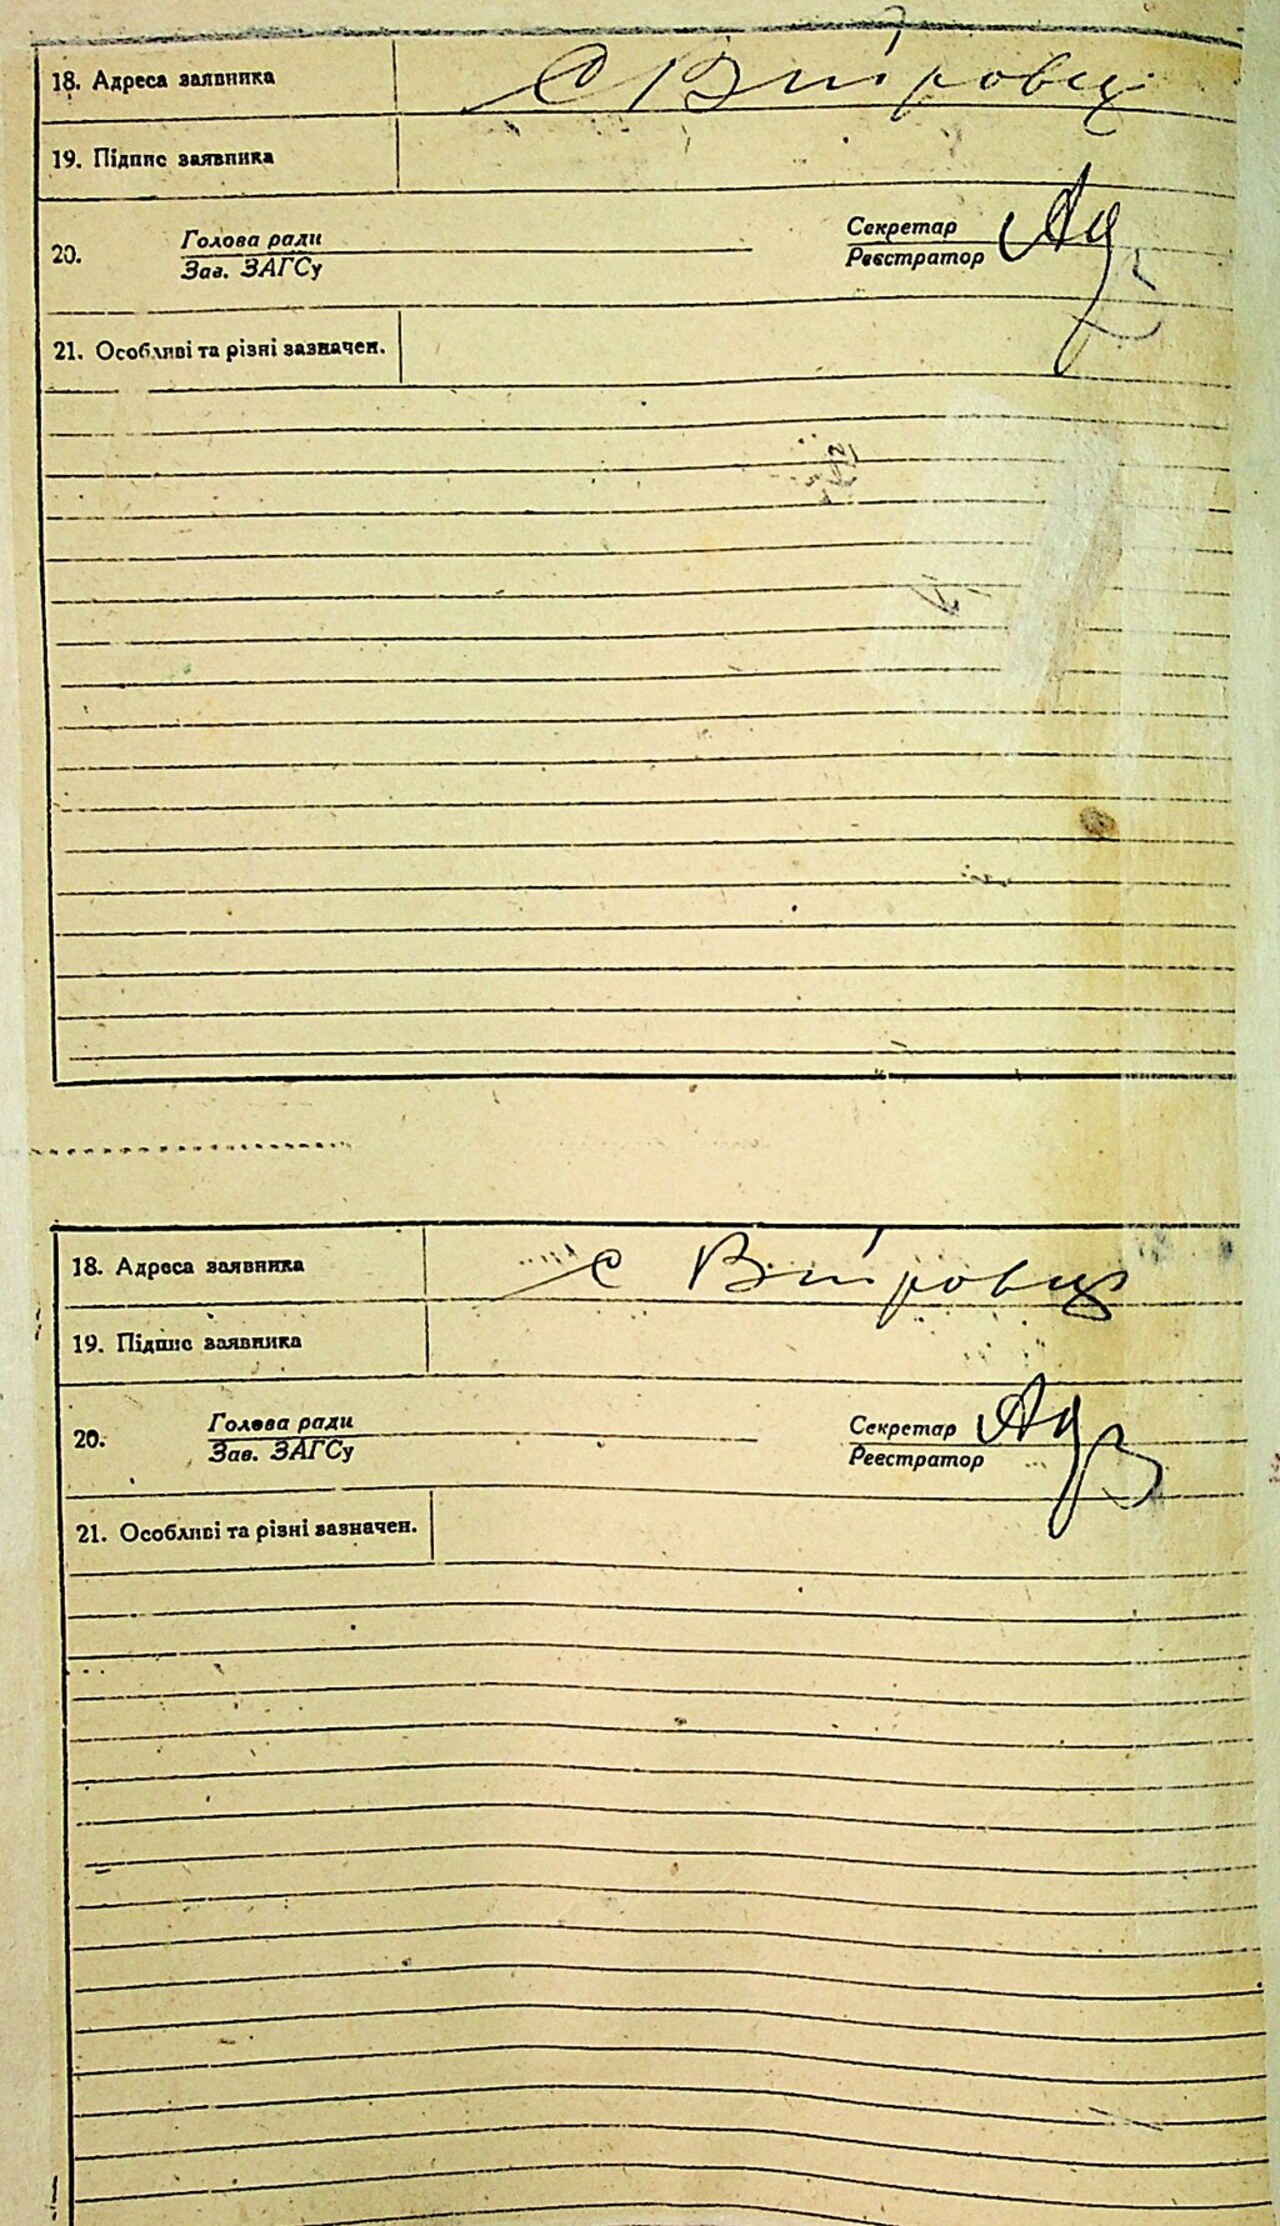 18. Адреса заявника с Вітровці
19. Підпис заявника
20. Голова ради Секретар
Зав. ЗАГСу Реєстратор
21. Особливі та різні зазначен.
18. Адреса заявника с Вітровці
19. Підпис заявника
20. Голова ради Секретар
Зав. ЗАГСу Реєстратор
21. Особливі та різні зазначен.